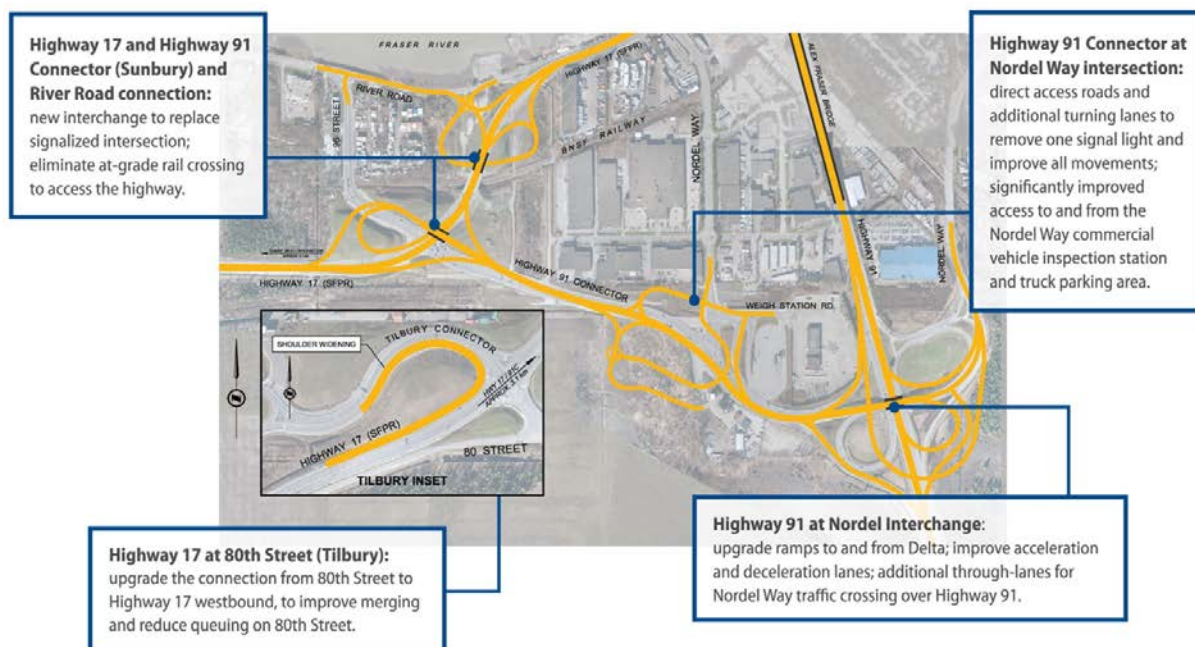 Highway 17 and Highway 91
Connector (Sunbury) and
River Road connection:
new interchange to replace
signalized intersection;
eliminate at-grade rail crossing
to access the highway.
FRASER RIVER
RIVER ROAD
96 STREET
HIGHWAY 17 (SFPR)
BNSF RAILWAY
NORDEL WAY
ALEX FRASER BRIDGE
HIGHWAY 91
NORDEL WAY
HIGHWAY 17 (SFPR)
HIGHWAY 91 CONNECTOR
WEIGH STATION RD.
Highway 91 Connector at
Nordel Way intersection:
direct access roads and
additional turning lanes to
remove one signal light and
improve all movements;
significantly improved
access to and from the
Nordel Way commercial
vehicle inspection station
and truck parking area.
TILBURY CONNECTOR
SHOULDER WIDENING
HWY 17 / 91C
APPROX. 5.1 km
HIGHWAY 17 (SFPR)
80 STREET
TILBURY INSET
Highway 17 at 80th Street (Tilbury):
upgrade the connection from 80th Street to
Highway 17 westbound, to improve merging
and reduce queuing on 80th Street.
Highway 91 at Nordel Interchange:
upgrade ramps to and from Delta; improve acceleration
and deceleration lanes; additional through-lanes for
Nordel Way traffic crossing over Highway 91.